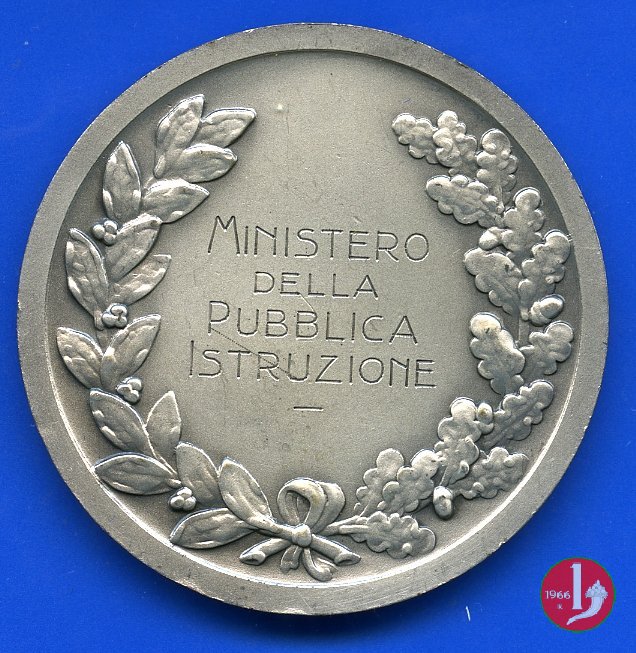 MINISTERO
DELLA
PUBBLICA
ISTRUZIONE
1966